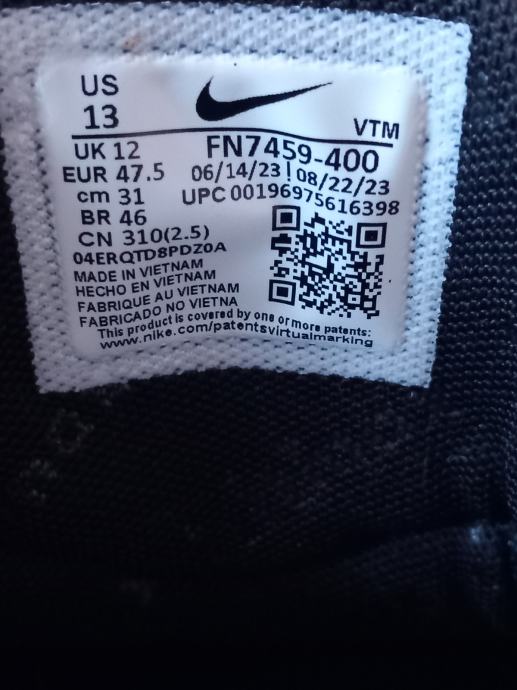 US
13
VTM
UK 12
FN7459-400
EUR 47.5
06/14/23 | 08/22/23
cm 31
UPC 00196975616398
BR 46
CN 310(2.5)
04ERQTD8PDZ0A
MADE IN VIETNAM
HECHO EN VIETNAM
FABRIQUE AU VIETNAM
FABRICADO NO VIETNA
This product is covered by one or more patents:
www.nike.com/patentsvirtualmarking